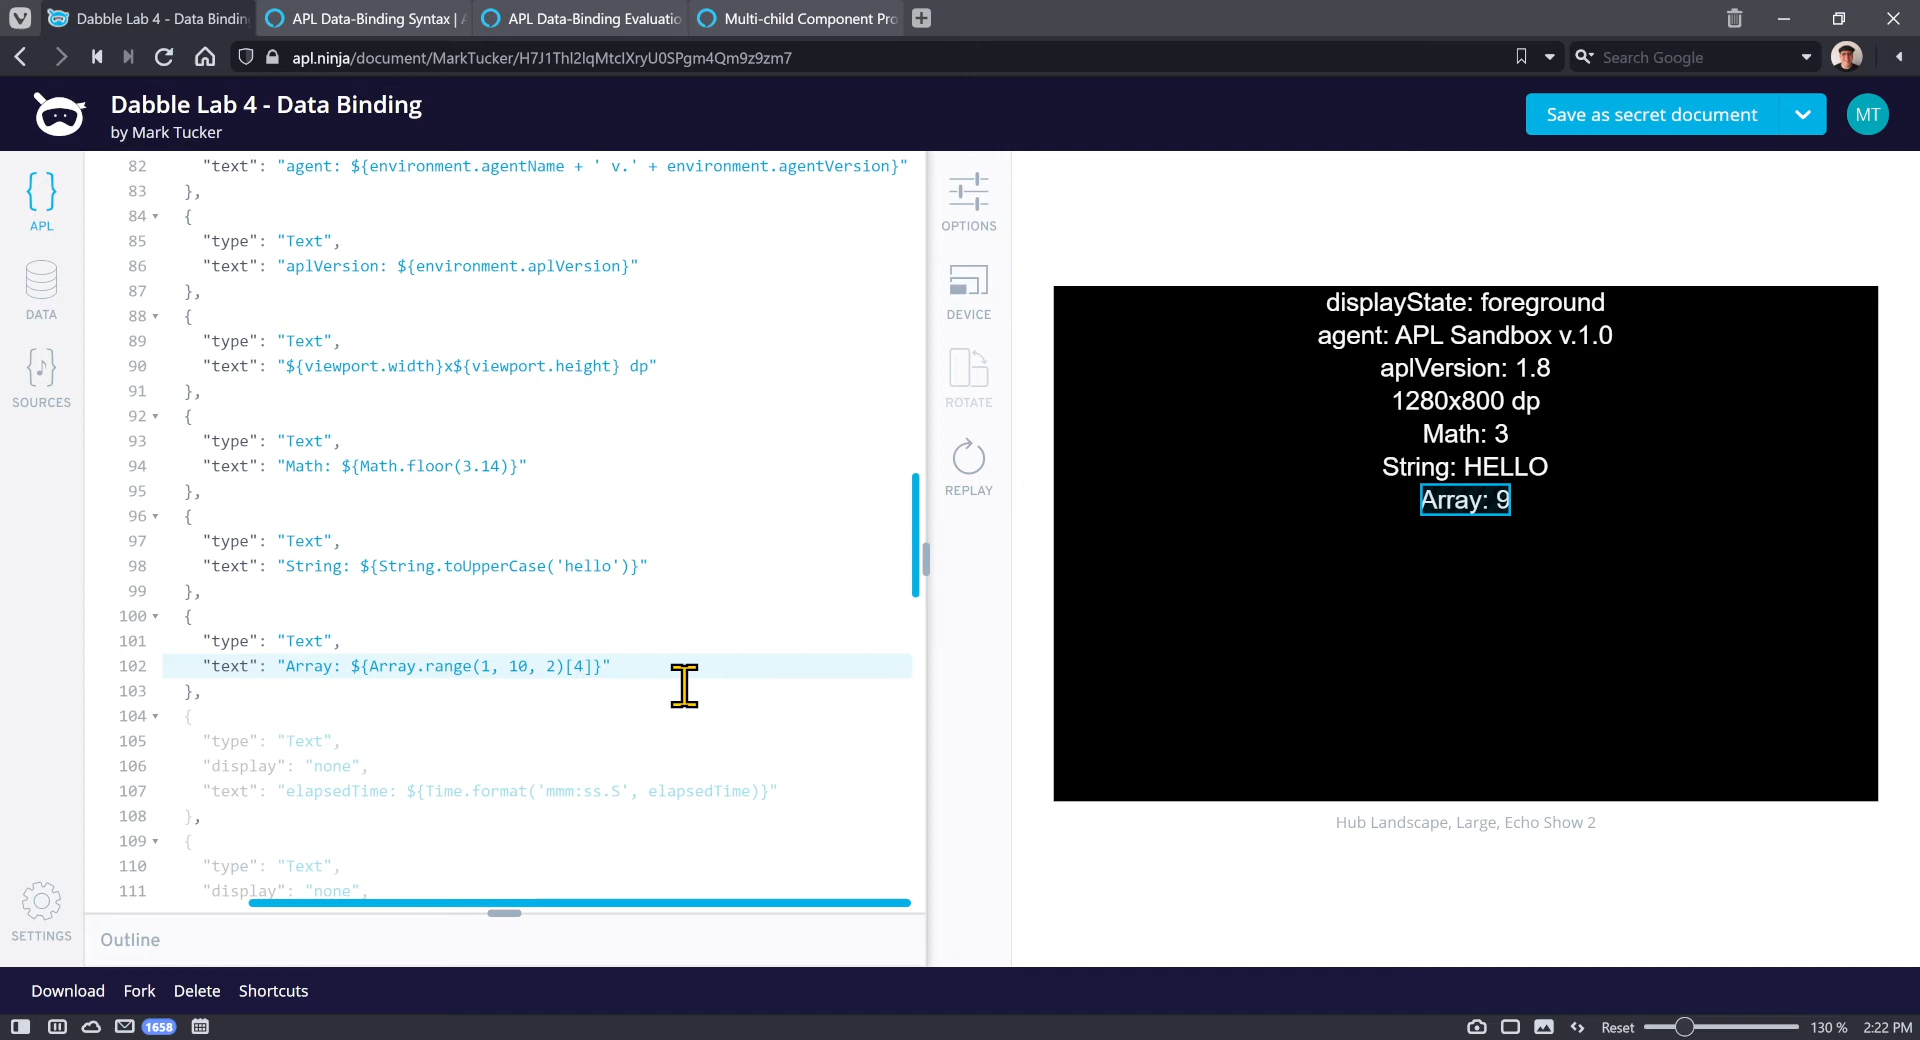 Dabble Lab 4 - Data Bindin
APL Data-Binding Syntax |
APL Data-Binding Evaluatio
Multi-child Component Pro
apl.ninja/document/MarkTucker/H7J1Thl2lqMtclXryU0SPgm4Qm9z9zm7
Search Google
Dabble Lab 4 - Data Binding
by Mark Tucker
Save as secret document
MT
APL
DATA
SOURCES
SETTINGS
82 "text": "agent: ${environment.agentName + ' v.' + environment.agentVersion}"
83 },
84 {
85 "type": "Text",
86 "text": "aplVersion: ${environment.aplVersion}"
87 },
88 {
89 "type": "Text",
90 "text": "${viewport.width}x${viewport.height} dp"
91 },
92 {
93 "type": "Text",
94 "text": "Math: ${Math.floor(3.14)}"
95 },
96 {
97 "type": "Text",
98 "text": "String: ${String.toUpperCase('hello')}"
99 },
100 {
101 "type": "Text",
102 "text": "Array: ${Array.range(1, 10, 2)[4]}"
103 },
104 {
105 "type": "Text",
106 "display": "none",
107 "text": "elapsedTime: ${Time.format('mmm:ss.S', elapsedTime)}"
108 },
109 {
110 "type": "Text",
111 "display": "none",
Outline
OPTIONS
DEVICE
ROTATE
REPLAY
displayState: foreground
agent: APL Sandbox v.1.0
aplVersion: 1.8
1280x800 dp
Math: 3
String: HELLO
Array: 9
Hub Landscape, Large, Echo Show 2
Download Fork Delete Shortcuts
1658
Reset
130 %
2:22 PM